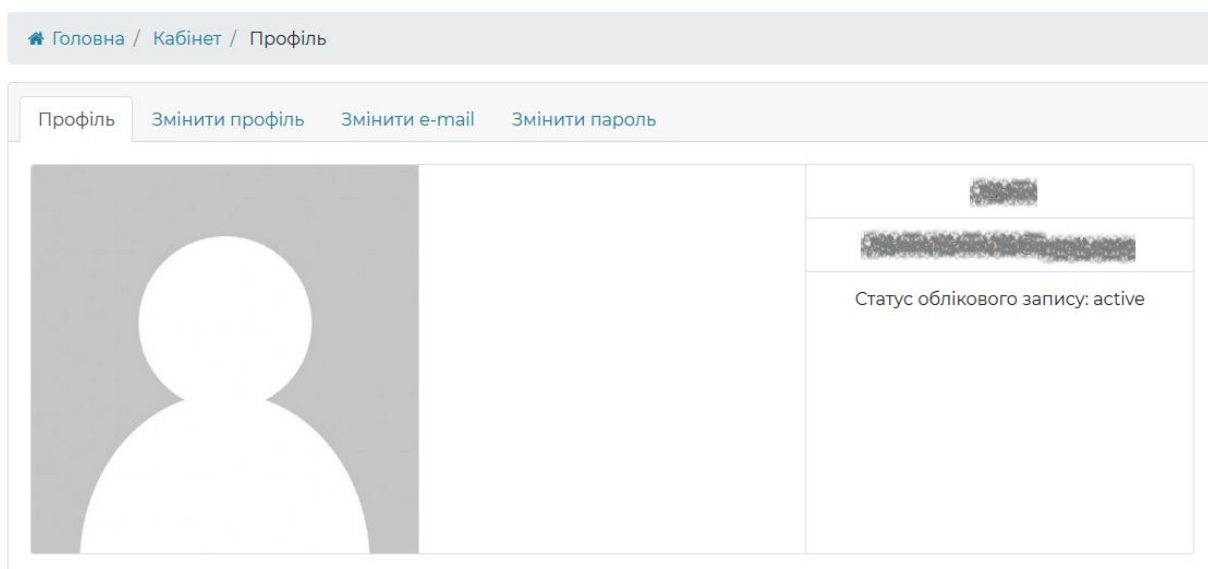 Головна / Кабінет / Профіль
Профіль Змінити профіль Змінити e-mail Змінити пароль
Статус облікового запису: active